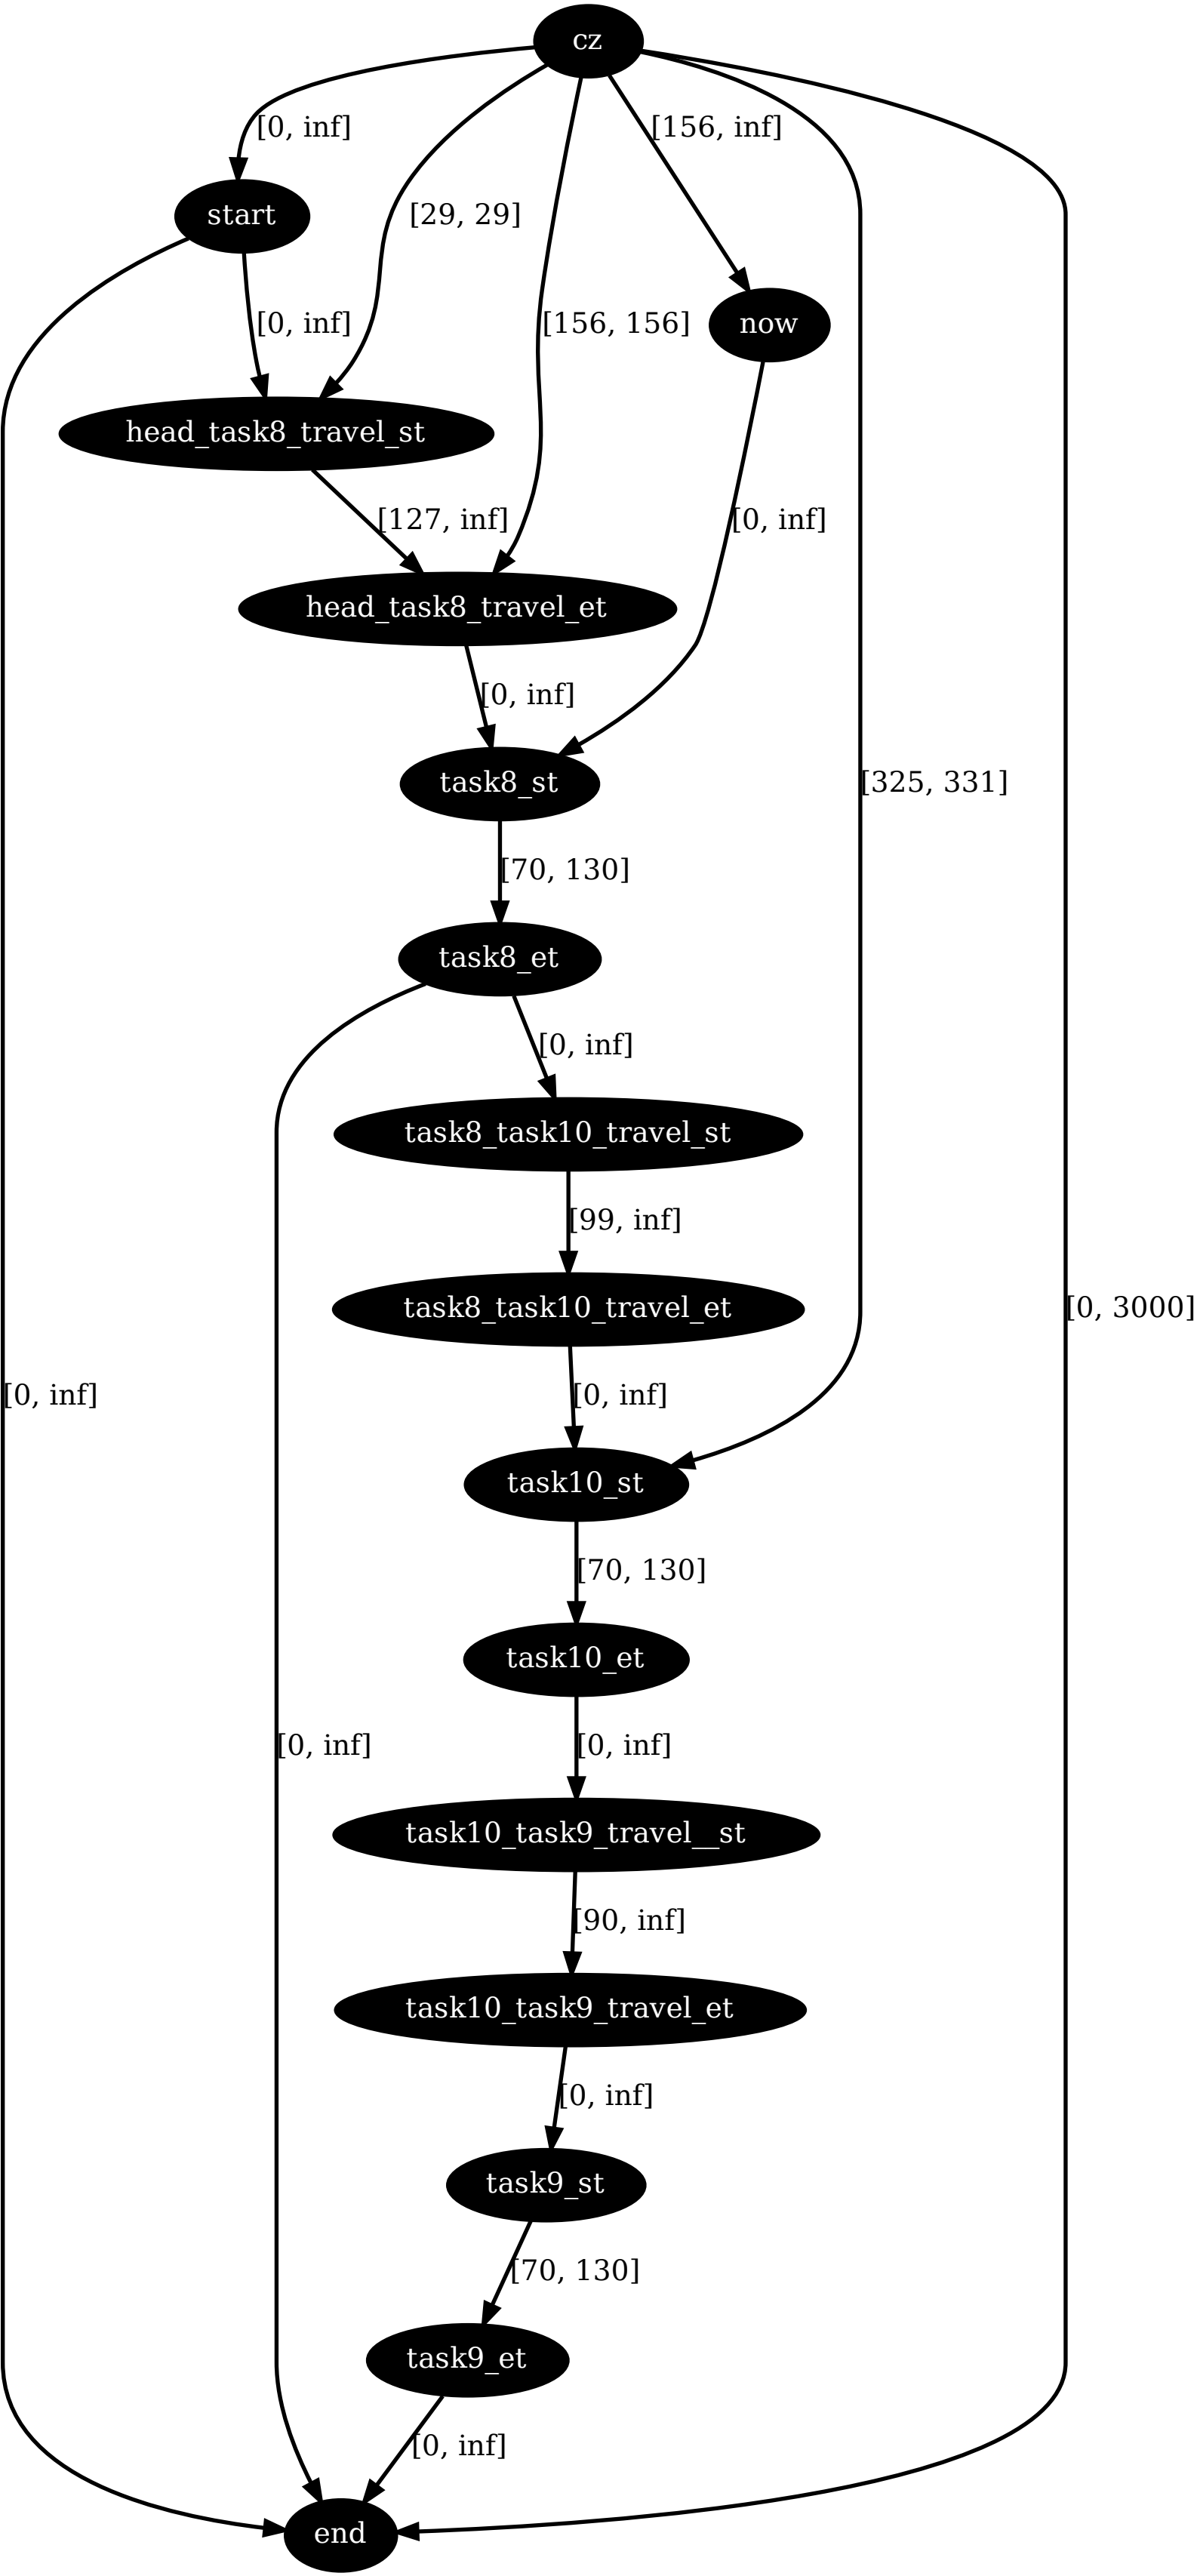 cz
[0, inf]
[156, inf]
start
[29, 29]
[0, inf]
[156, 156]
now
head_task8_travel_st
[127, inf]
[0, inf]
head_task8_travel_et
[0, inf]
task8_st
[325, 331]
[70, 130]
task8_et
[0, inf]
task8_task10_travel_st
[99, inf]
task8_task10_travel_et
[0, 3000]
[0, inf]
[0, inf]
task10_st
[70, 130]
task10_et
[0, inf]
[0, inf]
task10_task9_travel__st
[90, inf]
task10_task9_travel_et
[0, inf]
task9_st
[70, 130]
task9_et
[0, inf]
end